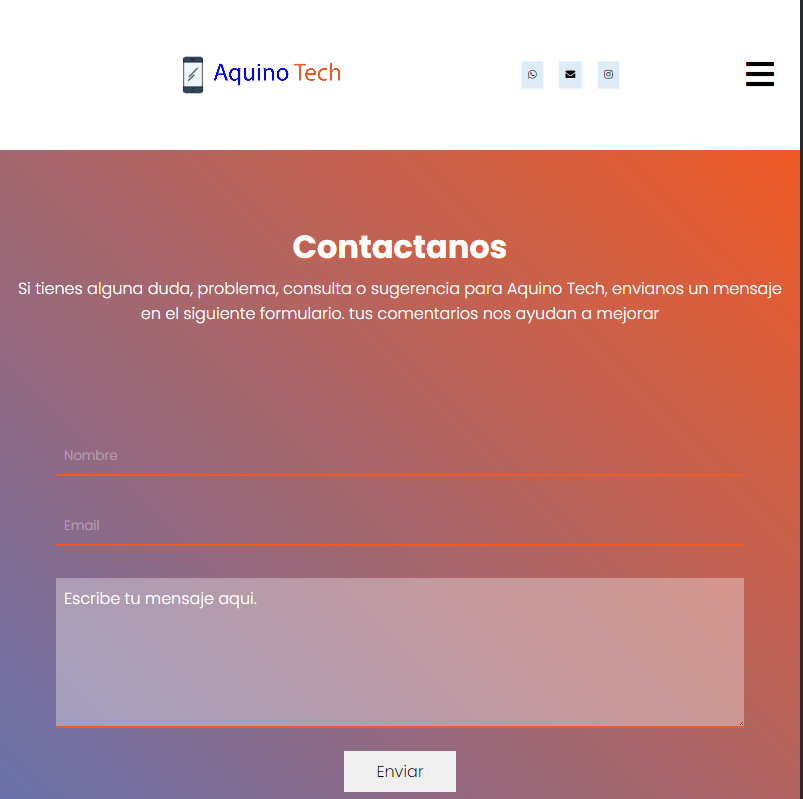 Aquino Tech
Contactanos
Si tienes alguna duda, problema, consulta o sugerencia para Aquino Tech, envianos un mensaje
en el siguiente formulario. tus comentarios nos ayudan a mejorar
Nombre
Email
Escribe tu mensaje aqui.
Enviar